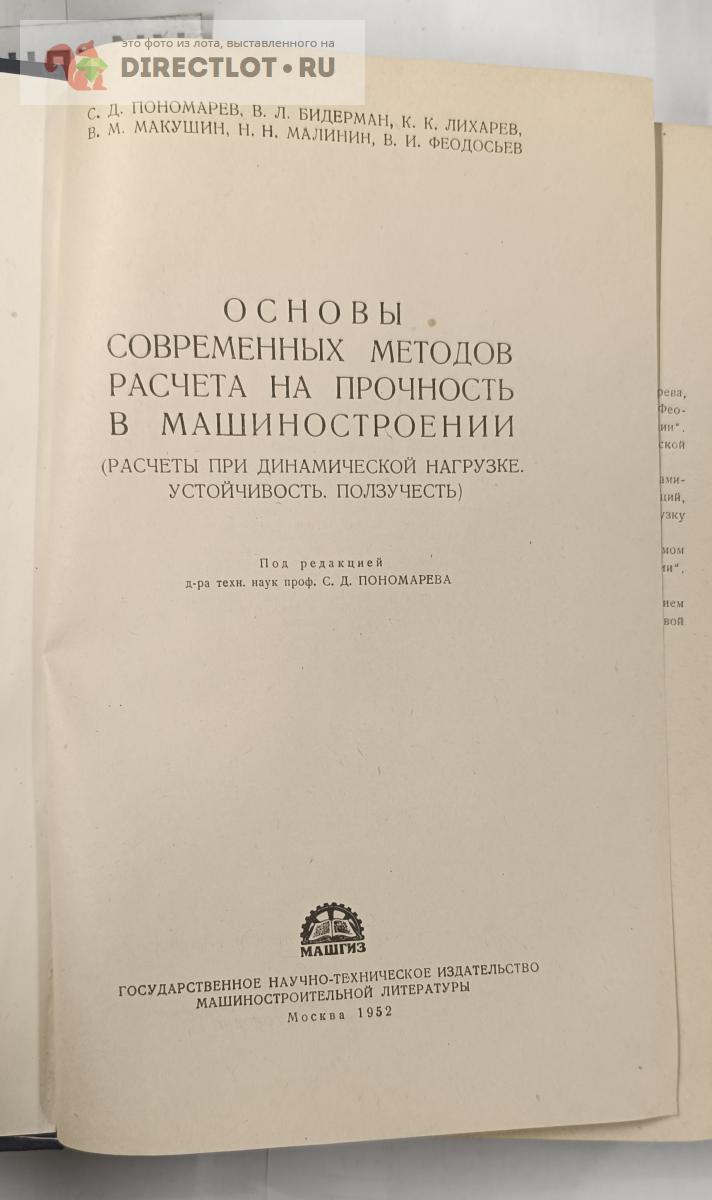 это фото из лота, выставленного на
DIRECTLOT.RU
С. Д. ПОНОМАРЕВ, В. Л. БИДЕРМАН, К. К. ЛИХАРЕВ,
В. М. МАКУШИН, Н. Н. МАЛИНИН, В. И. ФЕОДОСЬЕВ
ОСНОВЫ
СОВРЕМЕННЫХ МЕТОДОВ
РАСЧЕТА НА ПРОЧНОСТЬ
В МАШИНОСТРОЕНИИ
(РАСЧЕТЫ ПРИ ДИНАМИЧЕСКОЙ НАГРУЗКЕ.
УСТОЙЧИВОСТЬ. ПОЛЗУЧЕСТЬ)
Под редакцией
д-ра техн. наук проф. С. Д. ПОНОМАРЕВА
МАШГИЗ
ГОСУДАРСТВЕННОЕ НАУЧНО-ТЕХНИЧЕСКОЕ ИЗДАТЕЛЬСТВО
МАШИНОСТРОИТЕЛЬНОЙ ЛИТЕРАТУРЫ
Москва 1952